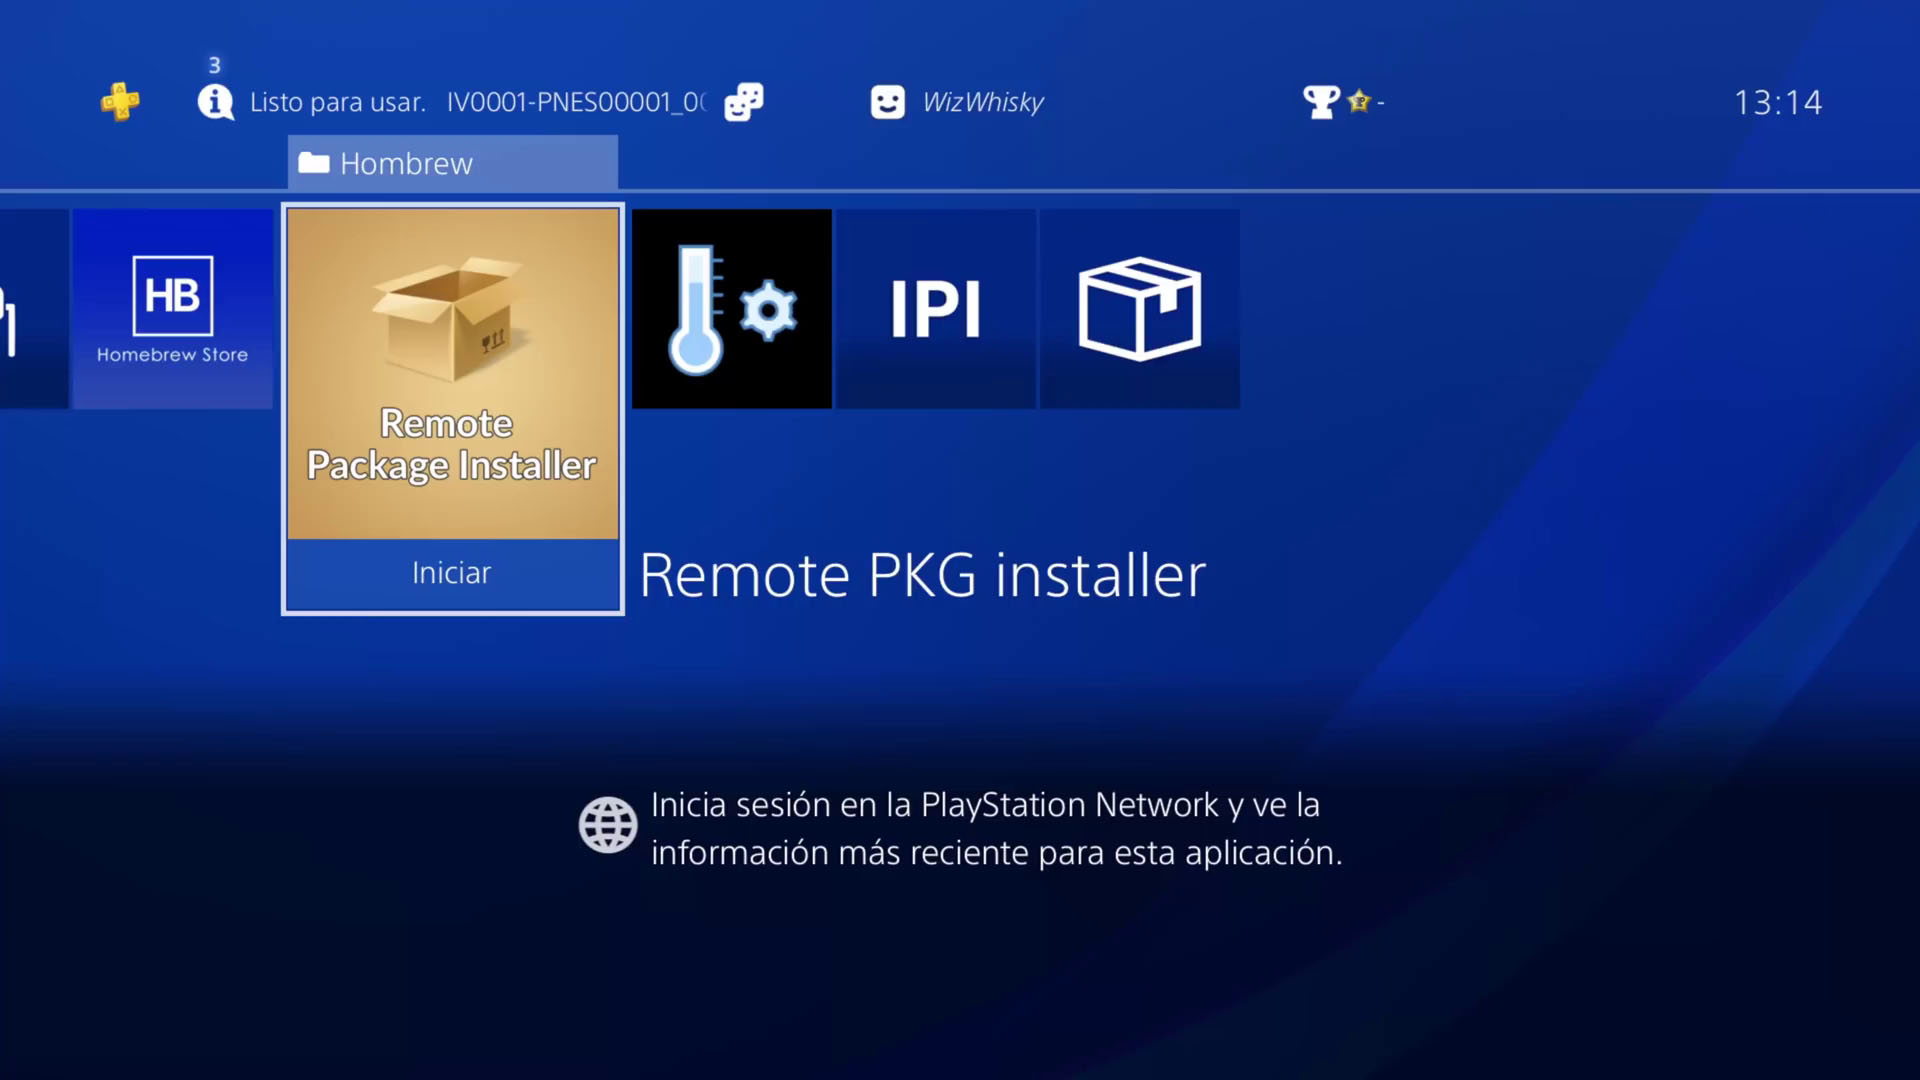 3
Listo para usar. IV0001-PNES00001_0
WizWhisky
-
13:14
Hombrew
HB
Homebrew Store
Remote
Package Installer
IPI
Iniciar
Remote PKG installer
Inicia sesión en la PlayStation Network y ve la
información más reciente para esta aplicación.